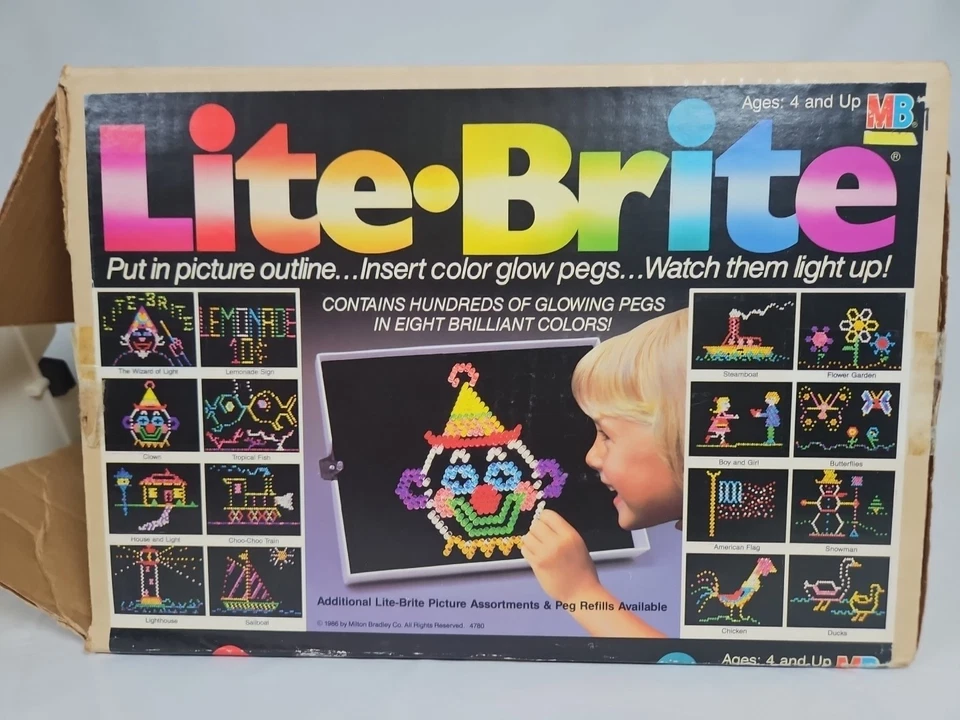 Ages: 4 and Up MB®
Lite•Brite®
Put in picture outline...Insert color glow pegs...Watch them light up!
CONTAINS HUNDREDS OF GLOWING PEGS
IN EIGHT BRILLIANT COLORS!
LITE-BRITE
The Wizard of Light
LEMONADE
10¢
Lemonade Sign
Clown
Tropical Fish
House and Light
Choo-Choo Train
Lighthouse
Sailboat
Steamboat
Flower Garden
Boy and Girl
Butterflies
American Flag
Snowman
Chicken
Ducks
Additional Lite-Brite Picture Assortments & Peg Refills Available
© 1986 by Milton Bradley Co. All Rights Reserved. 4780
Ages: 4 and Up MB